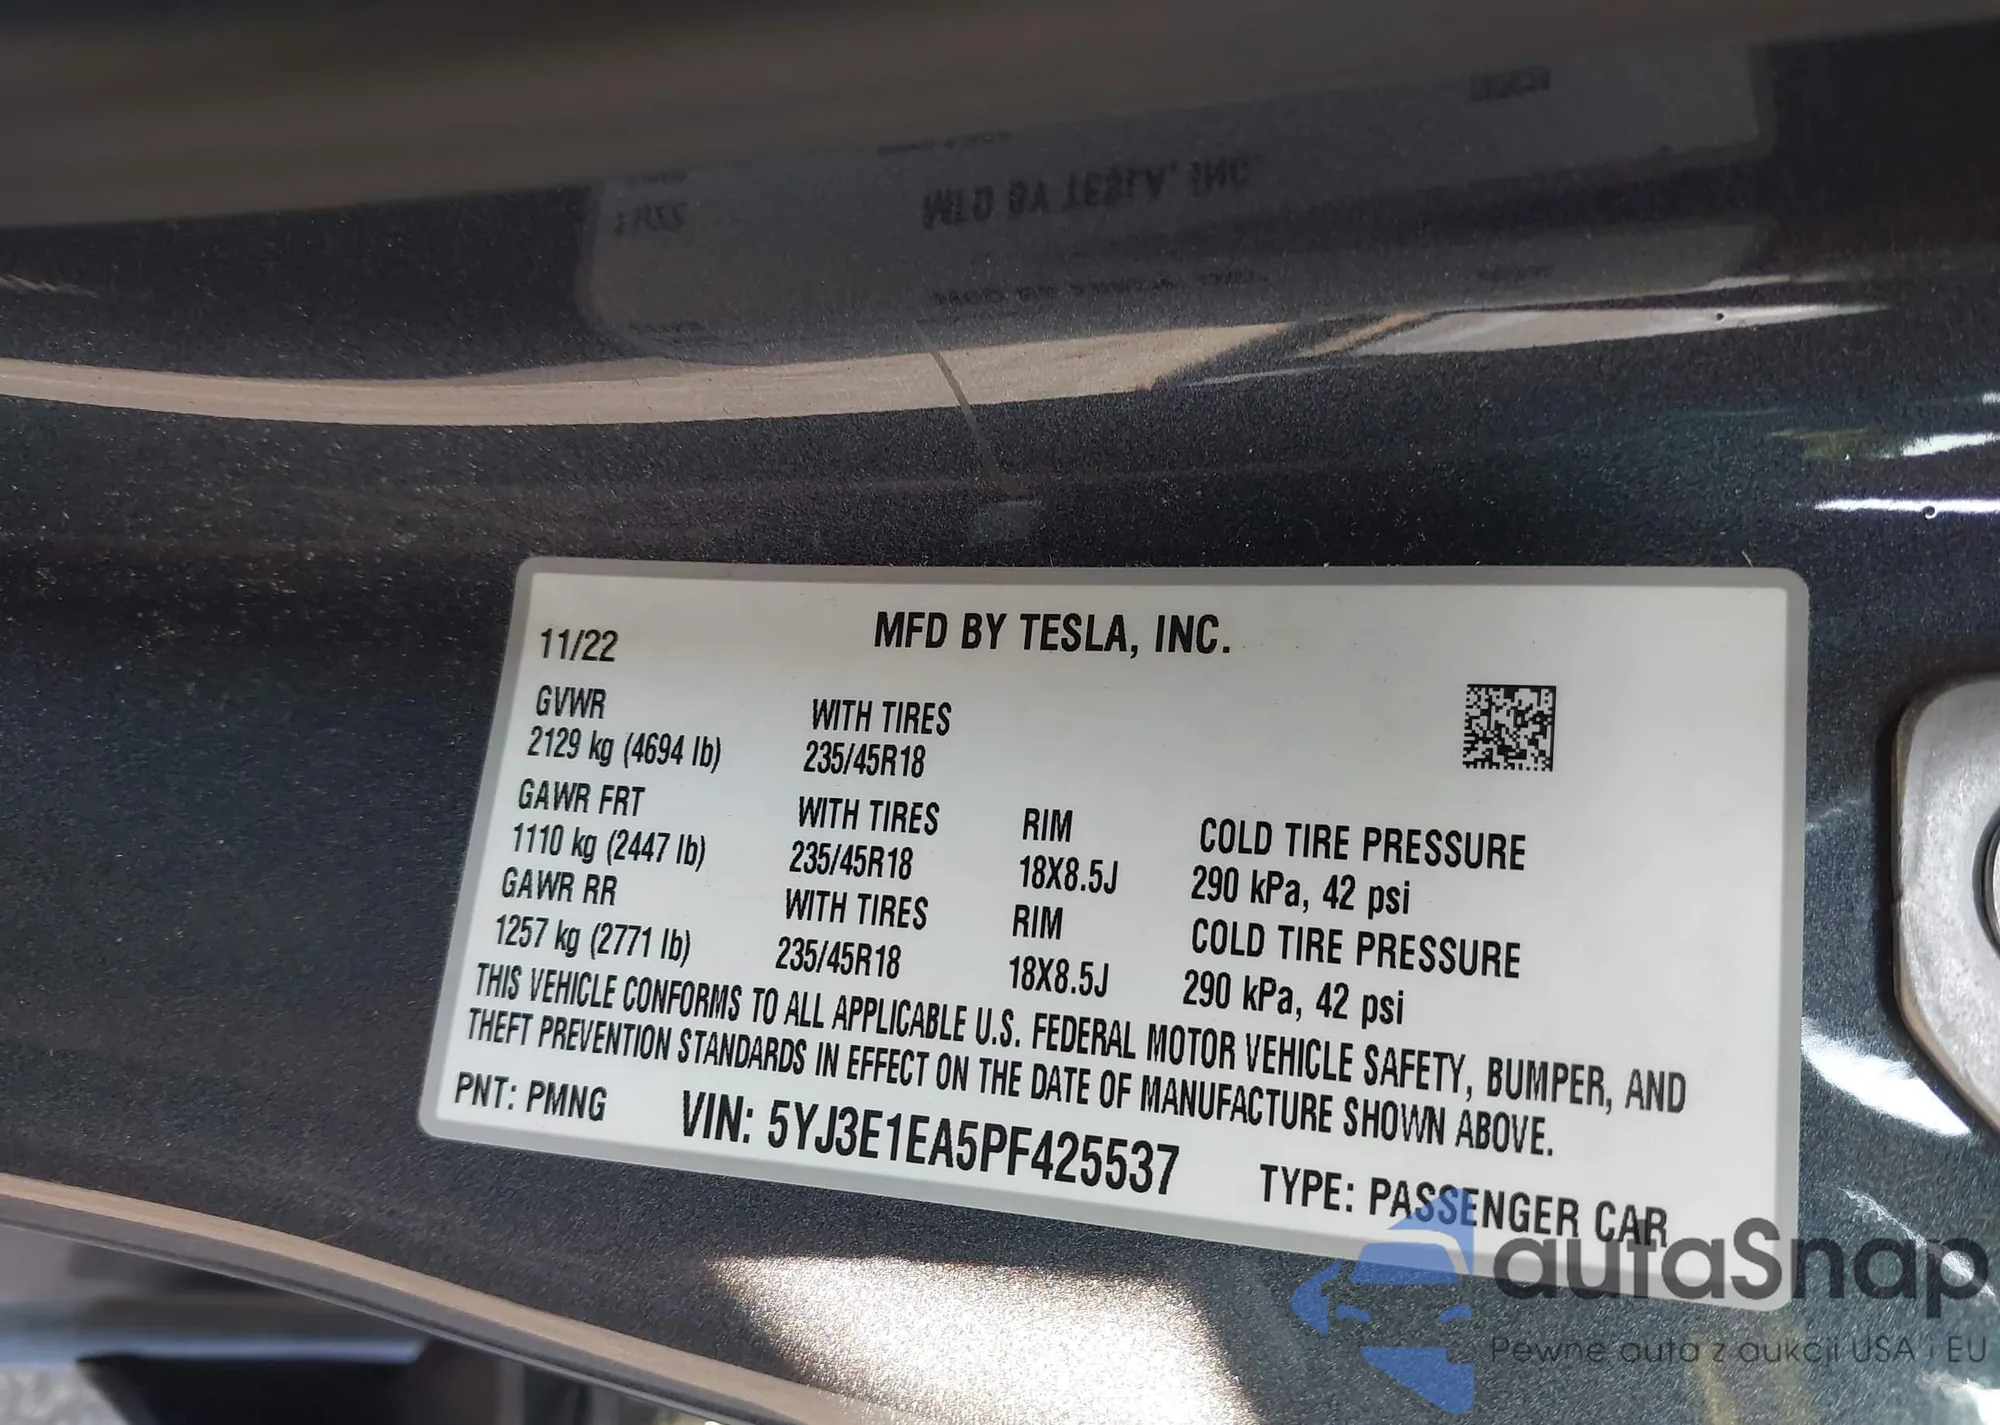 MFD BY TESLA, INC.
11/22
GVWR WITH TIRES
2129 kg (4694 lb) 235/45R18
GAWR FRT WITH TIRES RIM COLD TIRE PRESSURE
1110 kg (2447 lb) 235/45R18 18X8.5J 290 kPa, 42 psi
GAWR RR WITH TIRES RIM COLD TIRE PRESSURE
1257 kg (2771 lb) 235/45R18 18X8.5J 290 kPa, 42 psi
THIS VEHICLE CONFORMS TO ALL APPLICABLE U.S. FEDERAL MOTOR VEHICLE SAFETY, BUMPER, AND
THEFT PREVENTION STANDARDS IN EFFECT ON THE DATE OF MANUFACTURE SHOWN ABOVE.
PNT: PMNG VIN: 5YJ3E1EA5PF425537 TYPE: PASSENGER CAR
autaSnap
Pewne auta z aukcji USA i EU